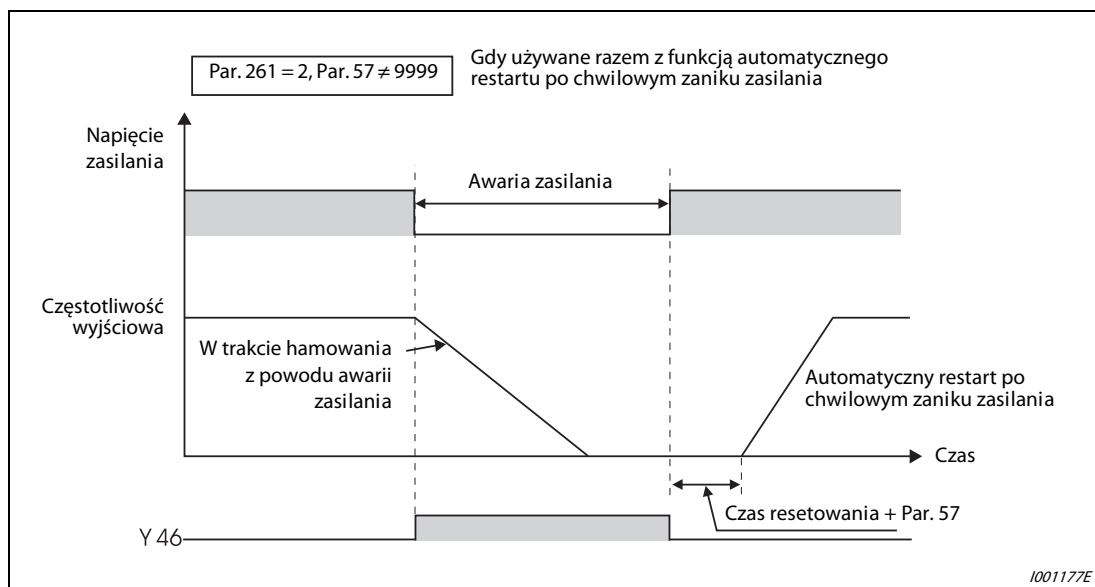 Par. 261 = 2, Par. 57 ≠ 9999
Gdy używane razem z funkcją automatycznego
restartu po chwilowym zaniku zasilania
Napięcie
zasilania
Awaria zasilania
Częstotliwość
wyjściowa
W trakcie hamowania
z powodu awarii
zasilania
Automatyczny restart po
chwilowym zaniku zasilania
Czas
Czas resetowania + Par. 57
Y 46
I001177E